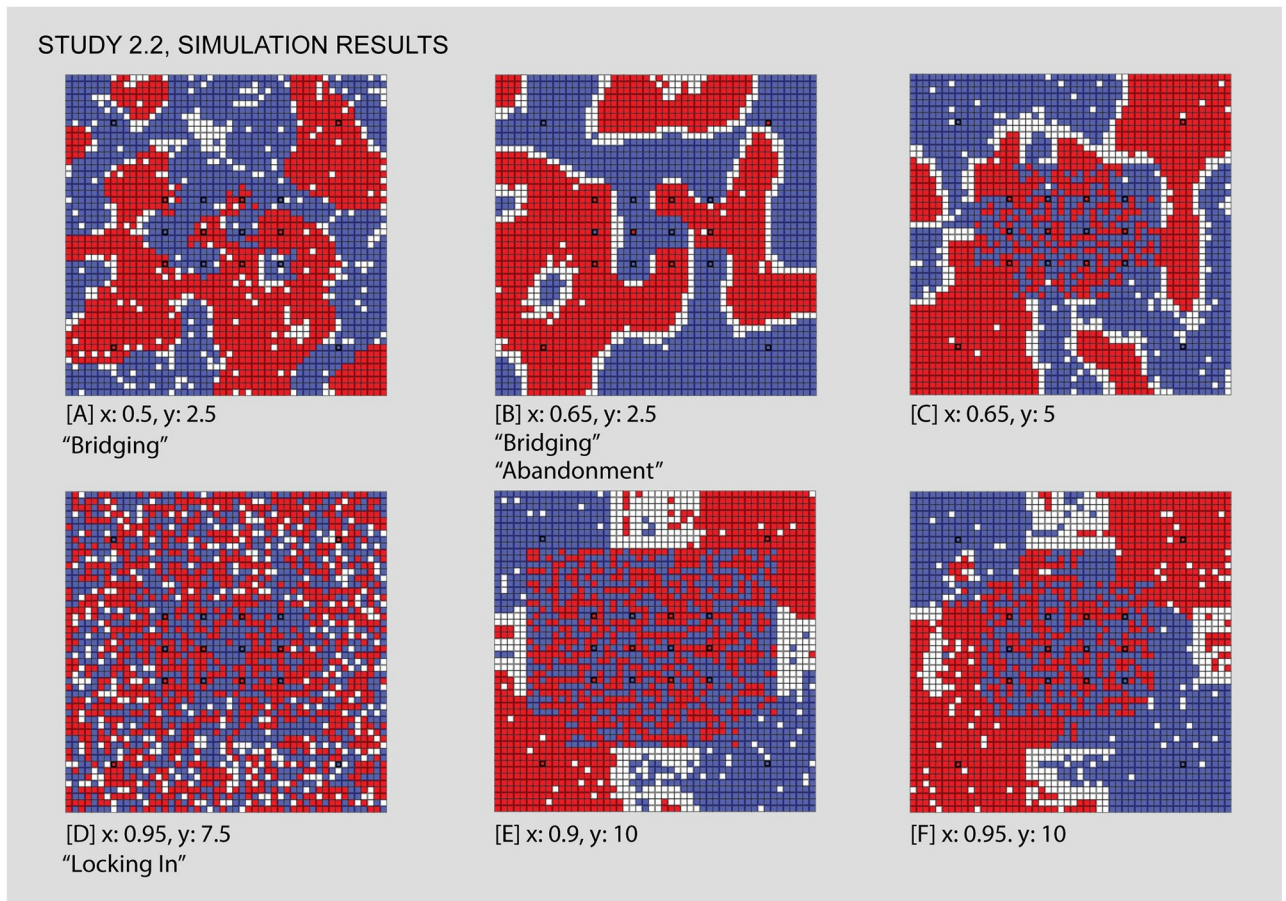 STUDY 2.2, SIMULATION RESULTS
[A] x: 0.5, y: 2.5
“Bridging”
[B] x: 0.65, y: 2.5
“Bridging”
“Abandonment”
[C] x: 0.65, y: 5
[D] x: 0.95, y: 7.5
“Locking In”
[E] x: 0.9, y: 10
[F] x: 0.95. y: 10